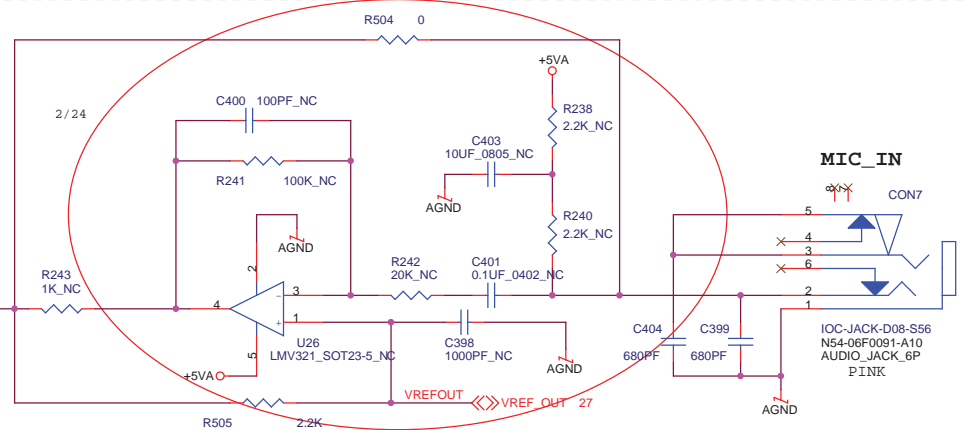 R504 0
+5VA
C400 100PF_NC
2/24
R238
2.2K_NC
C403
10UF_0805_NC
R241 100K_NC
MIC_IN
8 7
CON7
AGND
5
R240
2.2K_NC
4
AGND
3
2
R243
1K_NC
R242
20K_NC
C401
0.1UF_0402_NC
6
4
3
2
1
1
U26
LMV321_SOT23-5_NC
C398
1000PF_NC
C404
680PF
C399
680PF
IOC-JACK-D08-S56
N54-06F0091-A10
AUDIO_JACK_6P
PINK
5
+5VA
AGND
VREFOUT
VREF_OUT 27
AGND
R505 2.2K